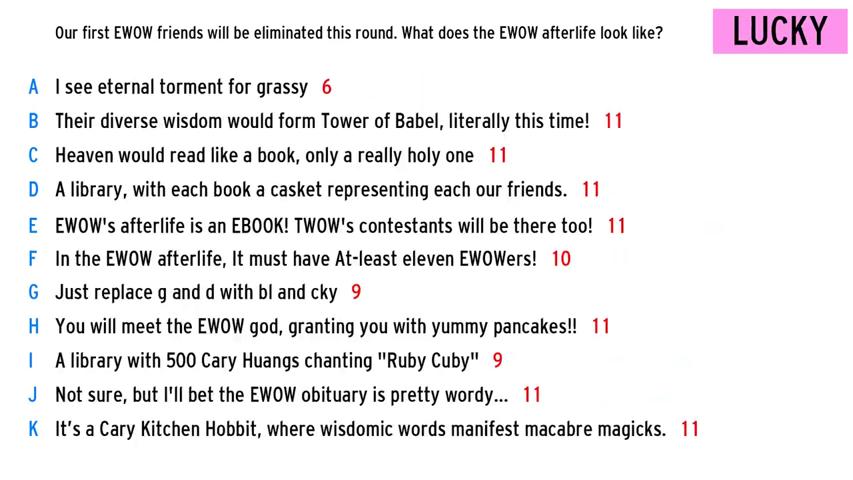 Our first EWOW friends will be eliminated this round. What does the EWOW afterlife look like?
LUCKY
A I see eternal torment for grassy 6
B Their diverse wisdom would form Tower of Babel, literally this time! 11
C Heaven would read like a book, only a really holy one 11
D A library, with each book a casket representing each our friends. 11
E EWOW's afterlife is an EBOOK! TWOW's contestants will be there too! 11
F In the EWOW afterlife, It must have At-least eleven EWOWers! 10
G Just replace g and d with bl and cky 9
H You will meet the EWOW god, granting you with yummy pancakes!! 11
I A library with 500 Cary Huangs chanting "Ruby Cuby" 9
J Not sure, but I'll bet the EWOW obituary is pretty wordy... 11
K It’s a Cary Kitchen Hobbit, where wisdomic words manifest macabre magicks. 11